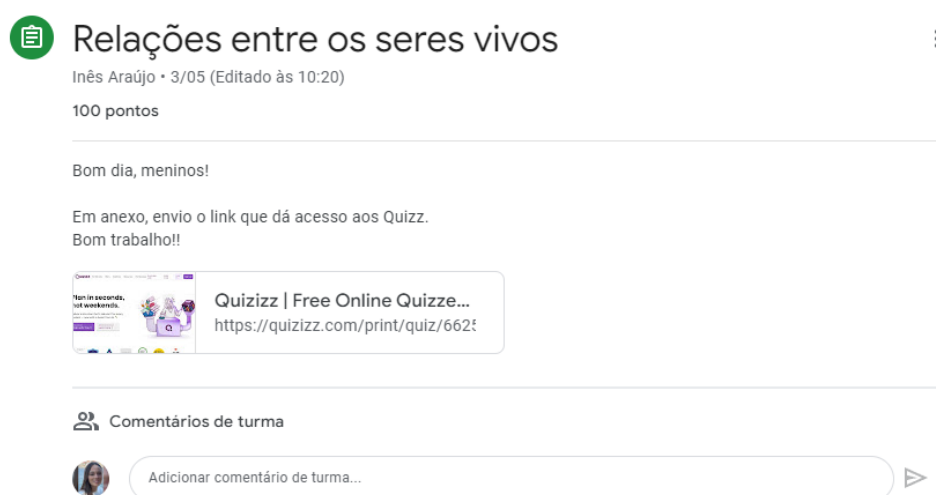 Relações entre os seres vivos
Inês Araújo • 3/05 (Editado às 10:20)
100 pontos
Bom dia, meninos!
Em anexo, envio o link que dá acesso aos Quizz.
Bom trabalho!!
Quizizz | Free Online Quizze...
https://quizizz.com/print/quiz/662
Comentários de turma
Adicionar comentário de turma...